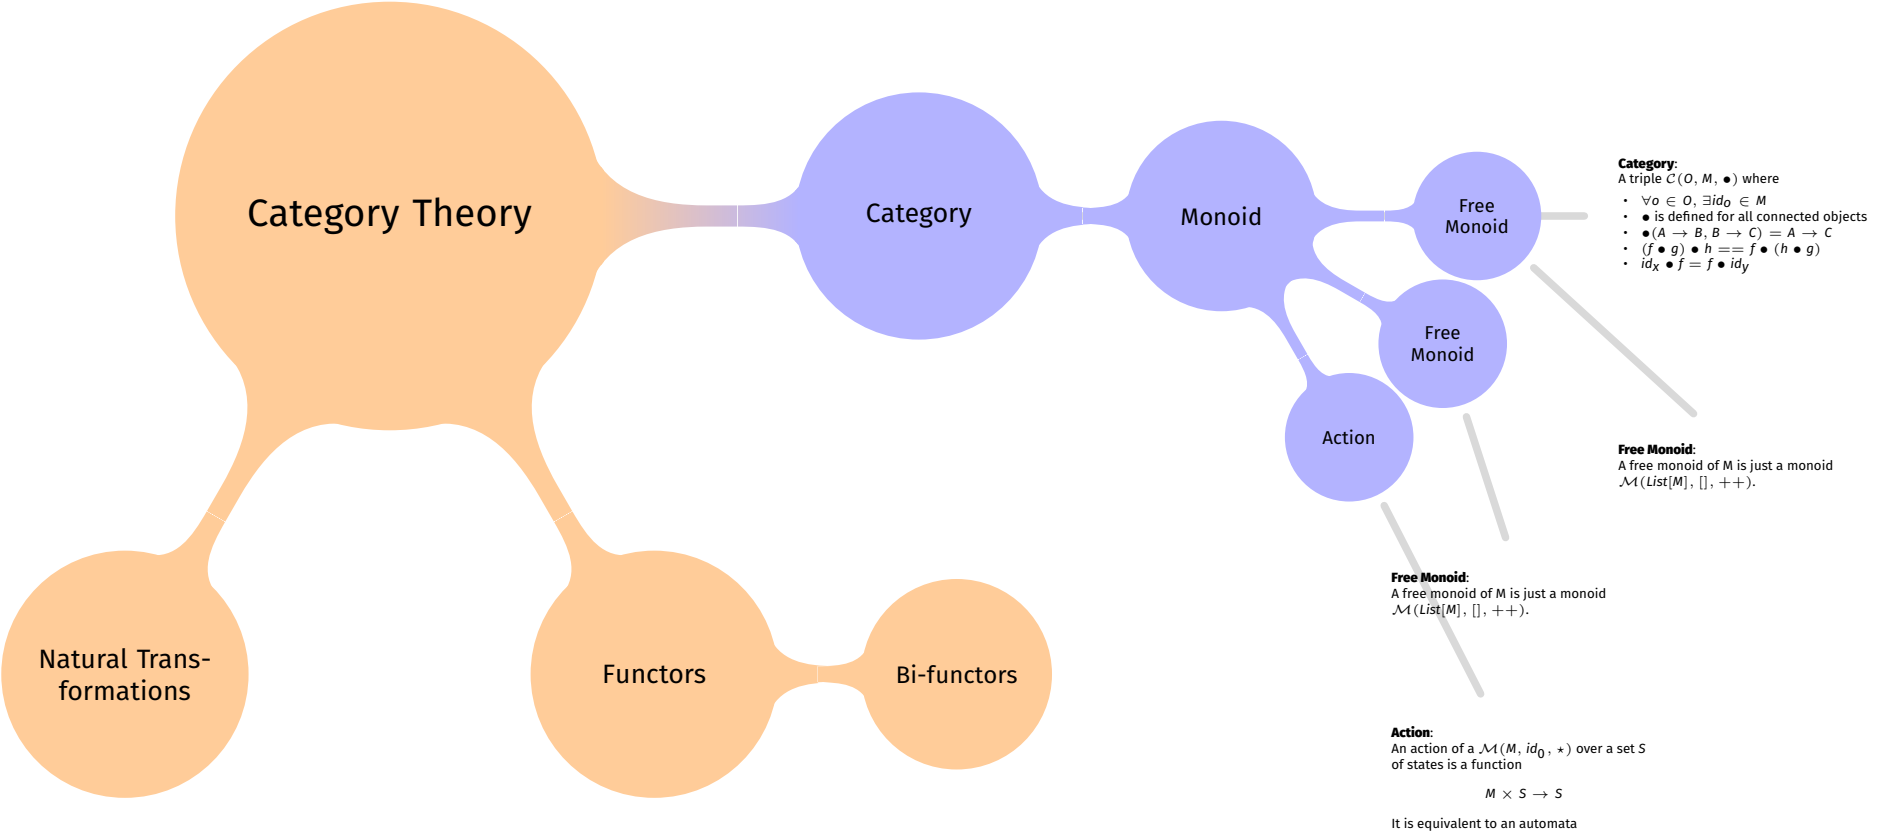 Category Theory
Category
Monoid
Free
Monoid
Free
Monoid
Action
Natural Trans-
formations
Functors
Bi-functors
Category:
A triple 𝒞(O, M, •) where
• ∀o ∈ O, ∃id_o ∈ M
• • is defined for all connected objects
• •(A → B, B → C) = A → C
• (f • g) • h == f • (h • g)
• id_x • f = f • id_y
Free Monoid:
A free monoid of M is just a monoid
ℳ(List[M], [], ++).
Free Monoid:
A free monoid of M is just a monoid
ℳ(List[M], [], ++).
Action:
An action of a ℳ(M, id_0, ⋆) over a set S
of states is a function
M × S → S
It is equivalent to an automata